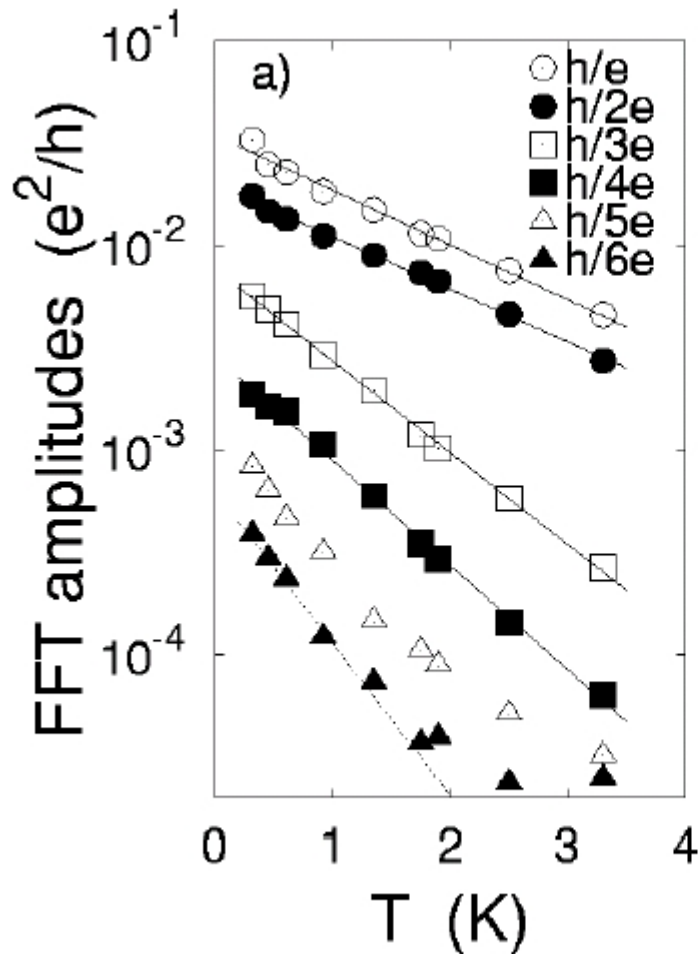 10^-1
a)
h/e
h/2e
h/3e
h/4e
h/5e
h/6e
10^-2
10^-3
10^-4
FFT amplitudes (e^2/h)
0 1 2 3 4
T (K)